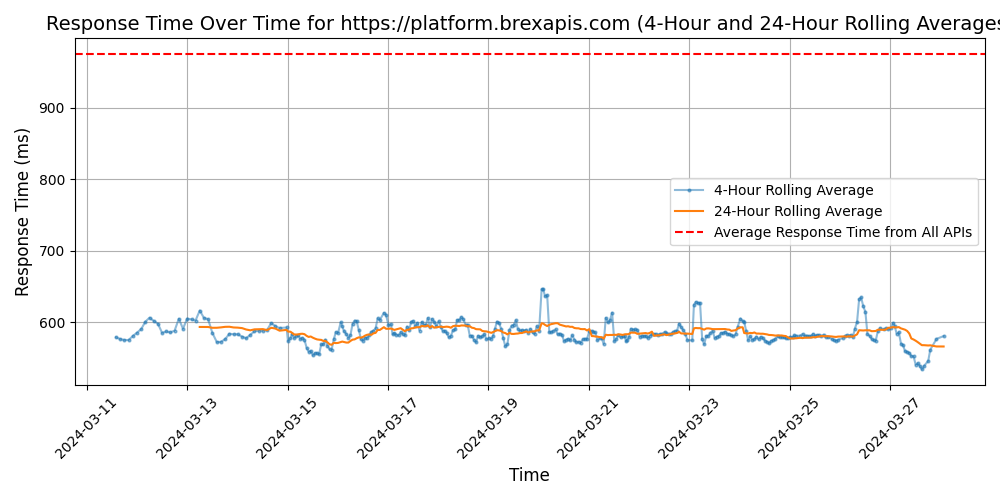 Response Time Over Time for https://platform.brexapis.com (4-Hour and 24-Hour Rolling Averages
Response Time (ms)
900
800
700
600
4-Hour Rolling Average
24-Hour Rolling Average
Average Response Time from All APIs
2024-03-11
2024-03-13
2024-03-15
2024-03-17
2024-03-19
2024-03-21
2024-03-23
2024-03-25
2024-03-27
Time